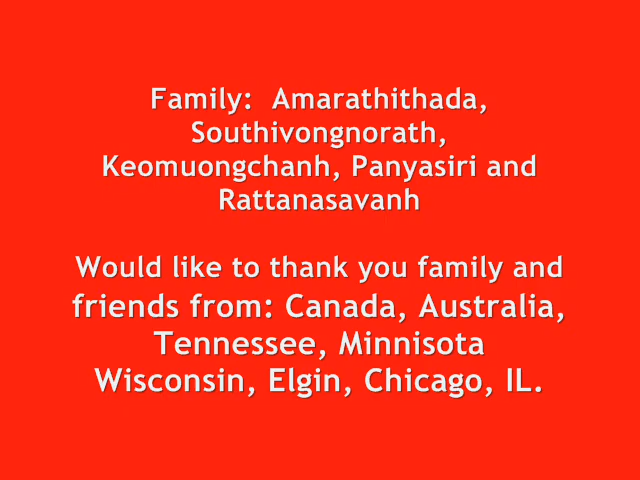 Family:  Amarathithada,
Southivongnorath,
Keomuongchanh, Panyasiri and
Rattanasavanh
Would like to thank you family and
friends from: Canada, Australia,
Tennessee, Minnisota
Wisconsin, Elgin, Chicago, IL.